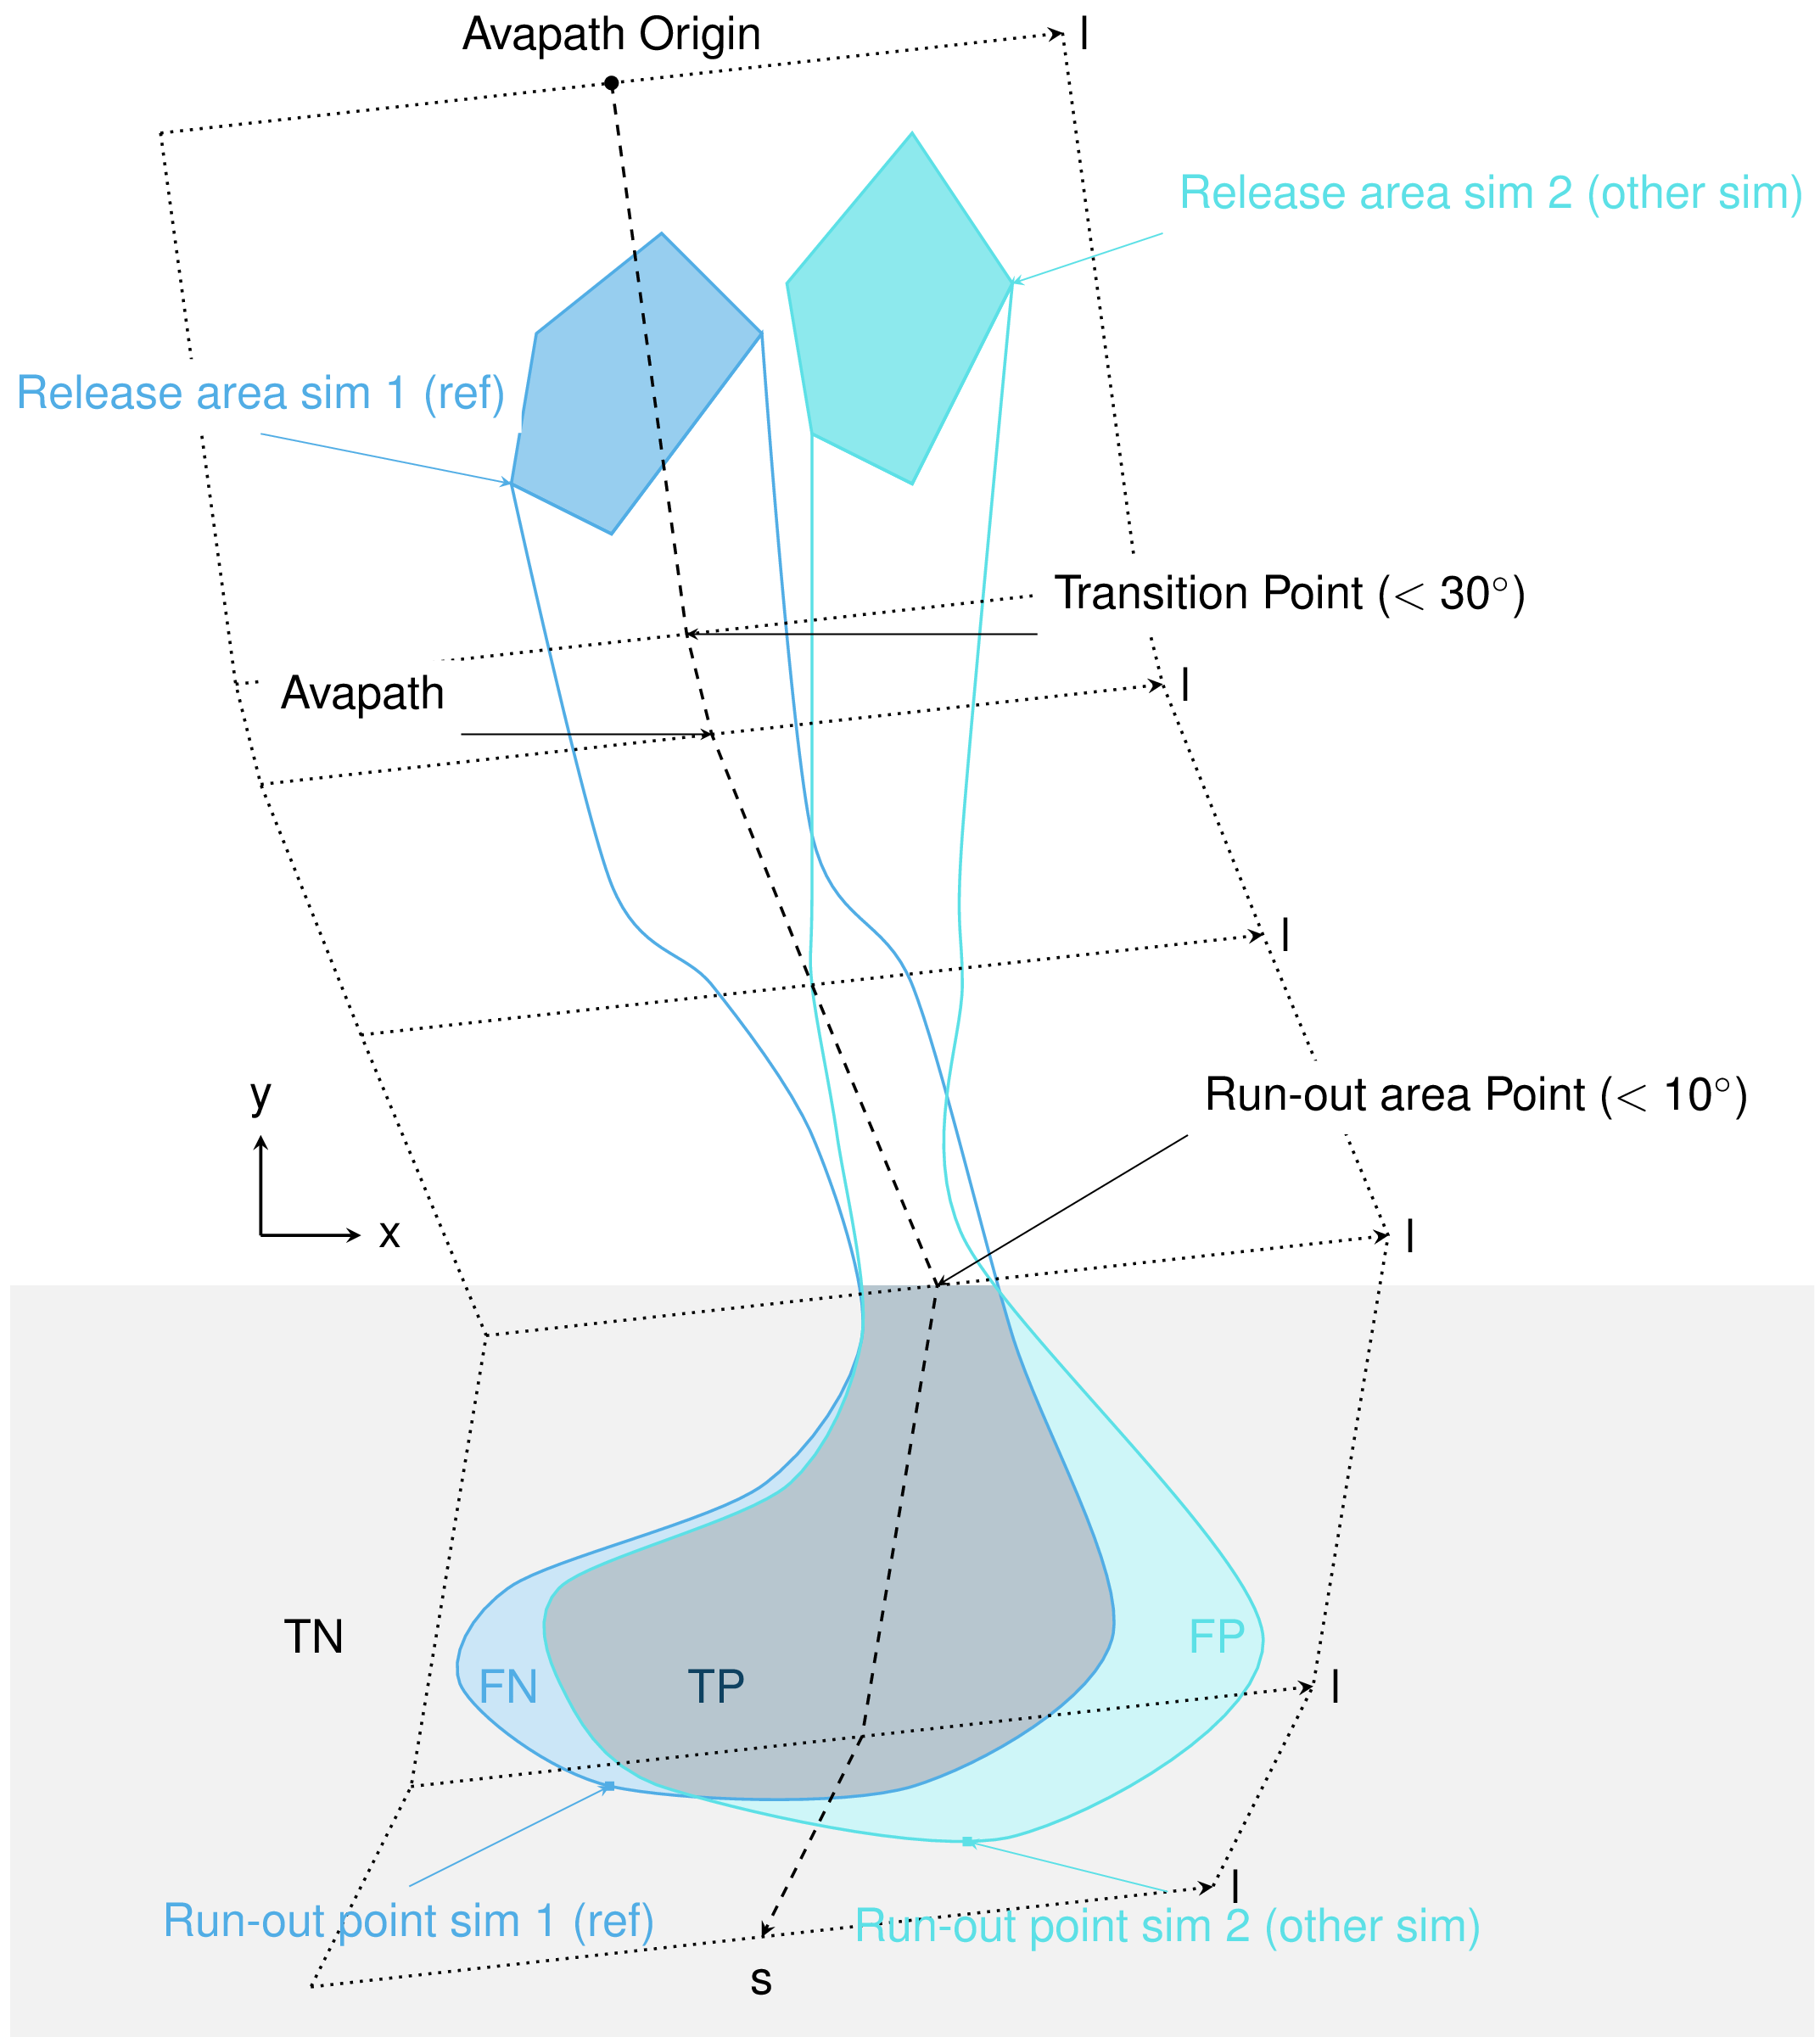 Avapath Origin
l
Release area sim 2 (other sim)
Release area sim 1 (ref)
Transition Point (< 30°)
Avapath
l
l
y
Run-out area Point (< 10°)
x
l
TN
FP
FN
TP
l
l
Run-out point sim 1 (ref)
Run-out point sim 2 (other sim)
s